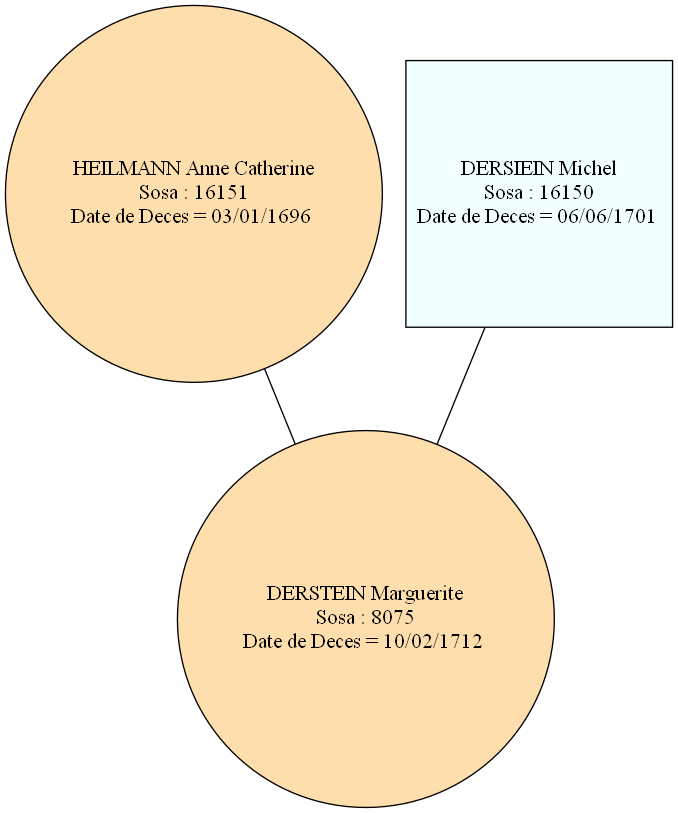 HEILMANN Anne Catherine
Sosa : 16151
Date de Deces = 03/01/1696
DERSIEIN Michel
Sosa : 16150
Date de Deces = 06/06/1701
DERSTEIN Marguerite
Sosa : 8075
Date de Deces = 10/02/1712